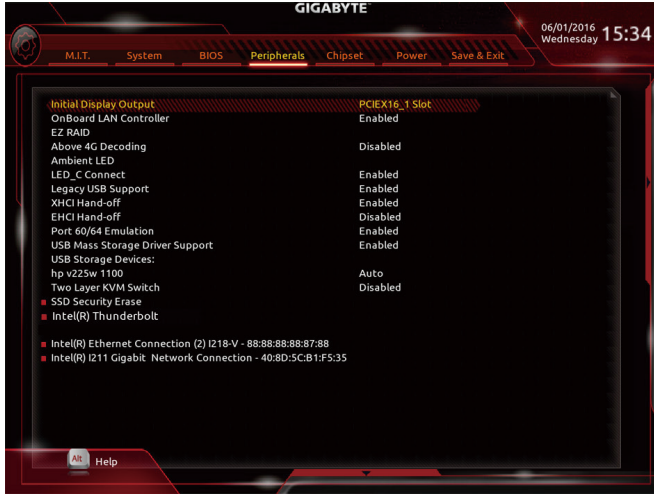 GIGABYTE™
06/01/2016
Wednesday 15:34
M.I.T. System BIOS Peripherals Chipset Power Save & Exit
Initial Display Output PCIEX16_1 Slot
OnBoard LAN Controller Enabled
EZ RAID
Above 4G Decoding Disabled
Ambient LED
LED_C Connect Enabled
Legacy USB Support Enabled
XHCI Hand-off Enabled
EHCI Hand-off Disabled
Port 60/64 Emulation Enabled
USB Mass Storage Driver Support Enabled
USB Storage Devices:
hp v225w 1100 Auto
Two Layer KVM Switch Disabled
SSD Security Erase
Intel(R) Thunderbolt
Intel(R) Ethernet Connection (2) I218-V - 88:88:88:88:87:88
Intel(R) I211 Gigabit Network Connection - 40:8D:5C:B1:F5:35
Alt Help